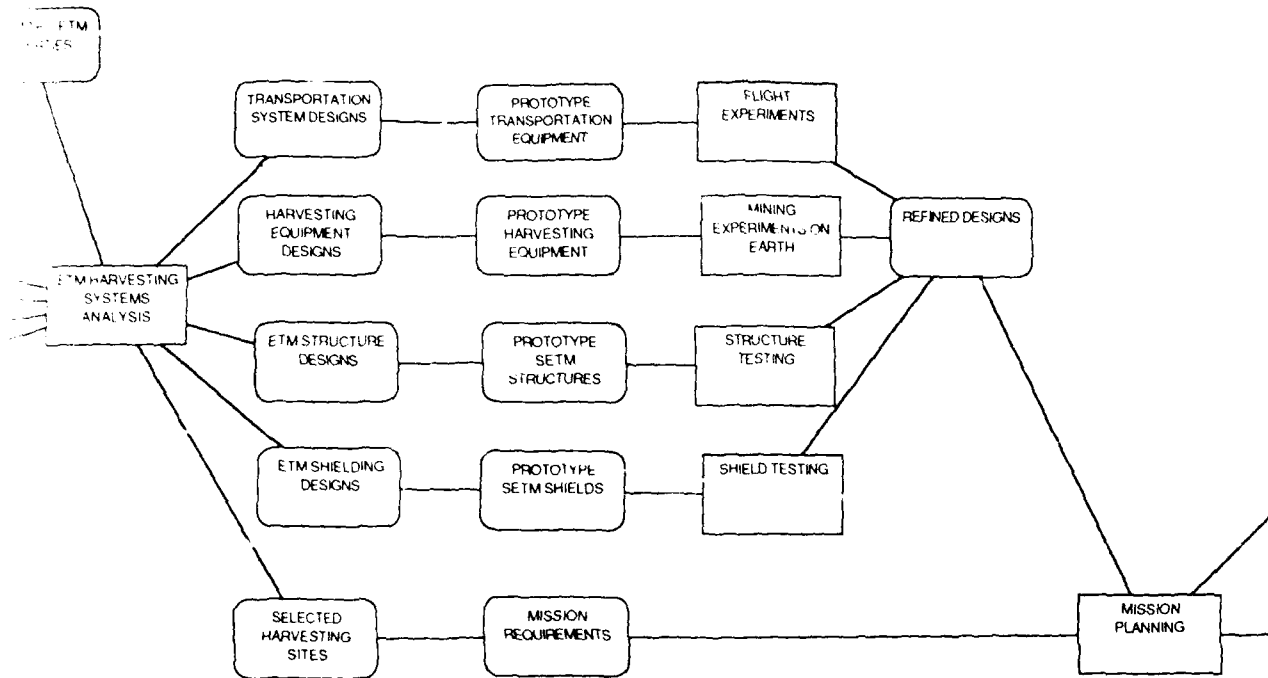 ETM
TRANSPORTATION
SYSTEM DESIGNS
PROTOTYPE
TRANSPORTATION
EQUIPMENT
FLIGHT
EXPERIMENTS
HARVESTING
EQUIPMENT
DESIGNS
PROTOTYPE
HARVESTING
EQUIPMENT
MINING
EXPERIMENTS ON
EARTH
REFINED DESIGNS
ETM HARVESTING
SYSTEMS
ANALYSIS
ETM STRUCTURE
DESIGNS
PROTOTYPE
SETM
STRUCTURES
STRUCTURE
TESTING
ETM SHIELDING
DESIGNS
PROTOTYPE
SETM SHIELDS
SHIELD TESTING
SELECTED
HARVESTING
SITES
MISSION
REQUIREMENTS
MISSION
PLANNING